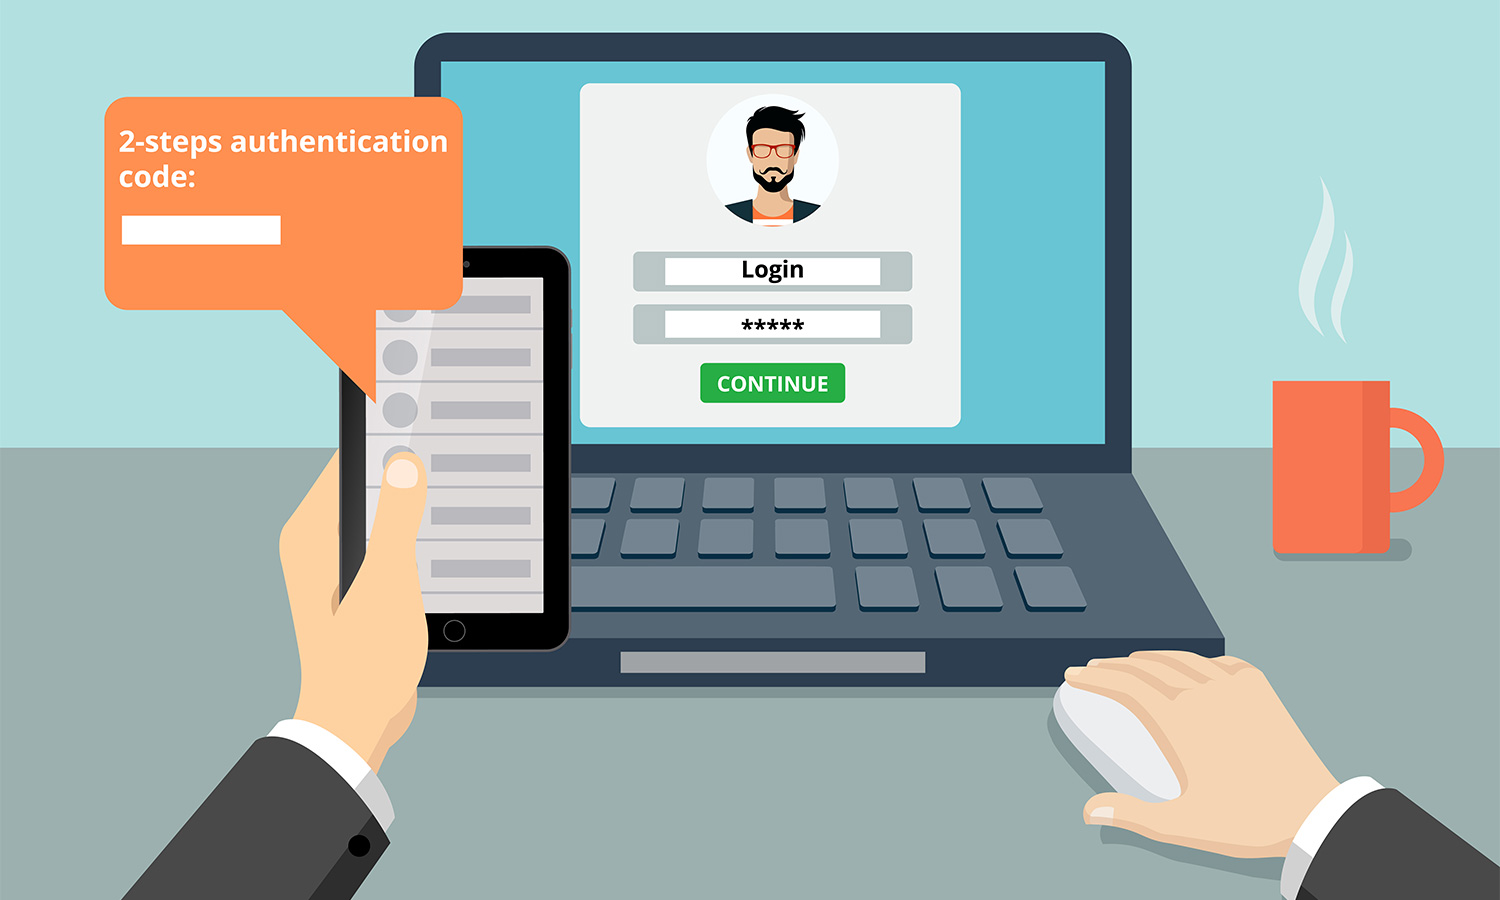 2-steps authentication
code:
Login
*****
CONTINUE